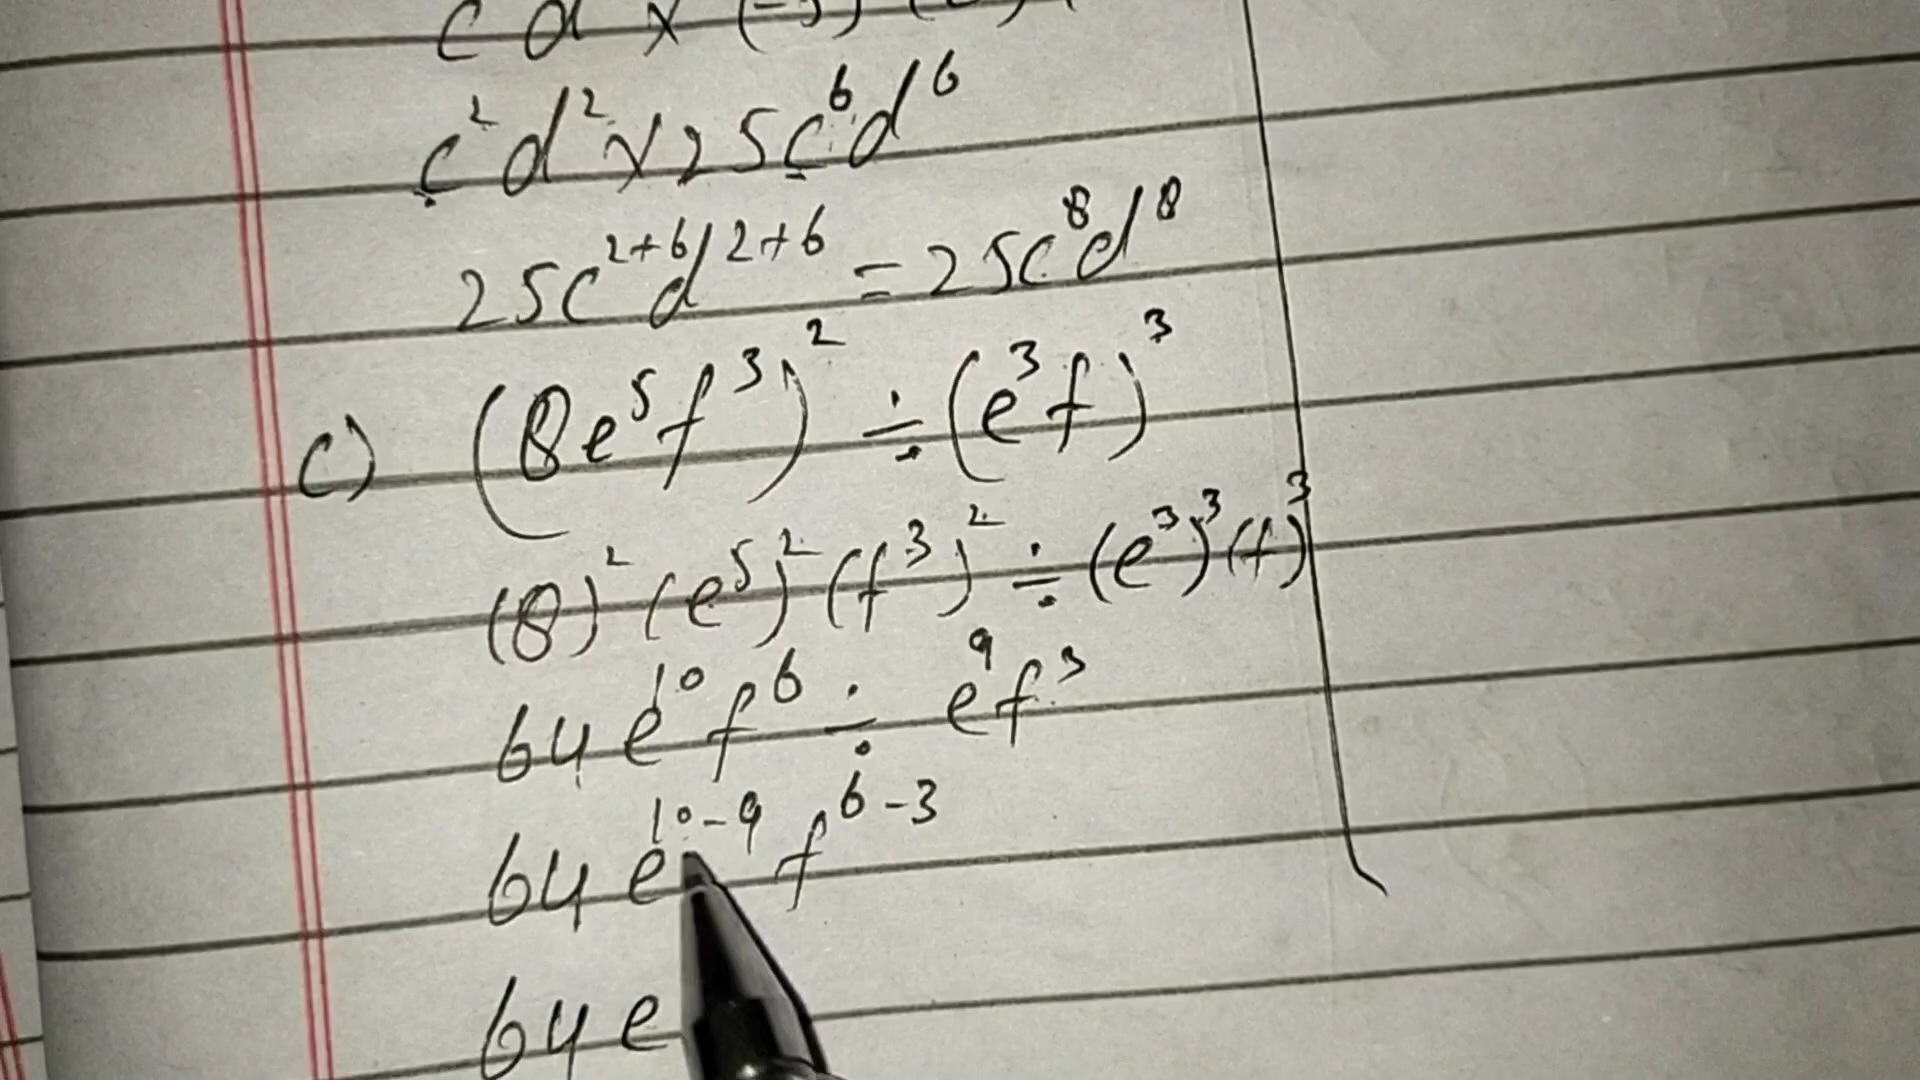 c d x (-5)
c²d² x 25c⁶d⁶
25c²⁺⁶d²⁺⁶ = 25c⁸d⁸
c) (8e⁵f³)² ÷ (e³f)³
(8)² (e⁵)² (f³)² ÷ (e³)³ (f)³
64e¹⁰f⁶ ÷ e⁹f³
64e¹⁰⁻⁹f⁶⁻³
64e